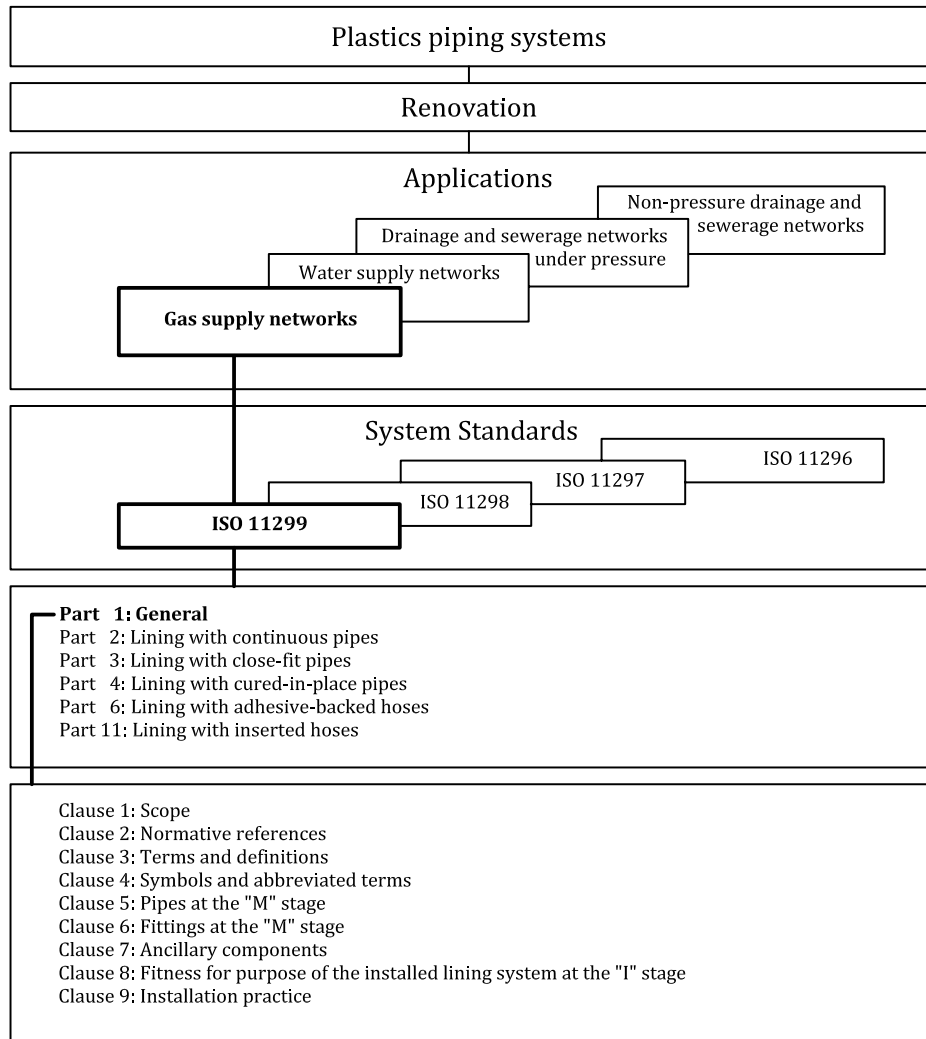 Plastics piping systems
Renovation
Applications
Non-pressure drainage and
sewerage networks
Drainage and sewerage networks
under pressure
Water supply networks
Gas supply networks
System Standards
ISO 11296
ISO 11297
ISO 11298
ISO 11299
Part 1: General
Part 2: Lining with continuous pipes
Part 3: Lining with close-fit pipes
Part 4: Lining with cured-in-place pipes
Part 6: Lining with adhesive-backed hoses
Part 11: Lining with inserted hoses
Clause 1: Scope
Clause 2: Normative references
Clause 3: Terms and definitions
Clause 4: Symbols and abbreviated terms
Clause 5: Pipes at the "M" stage
Clause 6: Fittings at the "M" stage
Clause 7: Ancillary components
Clause 8: Fitness for purpose of the installed lining system at the "I" stage
Clause 9: Installation practice